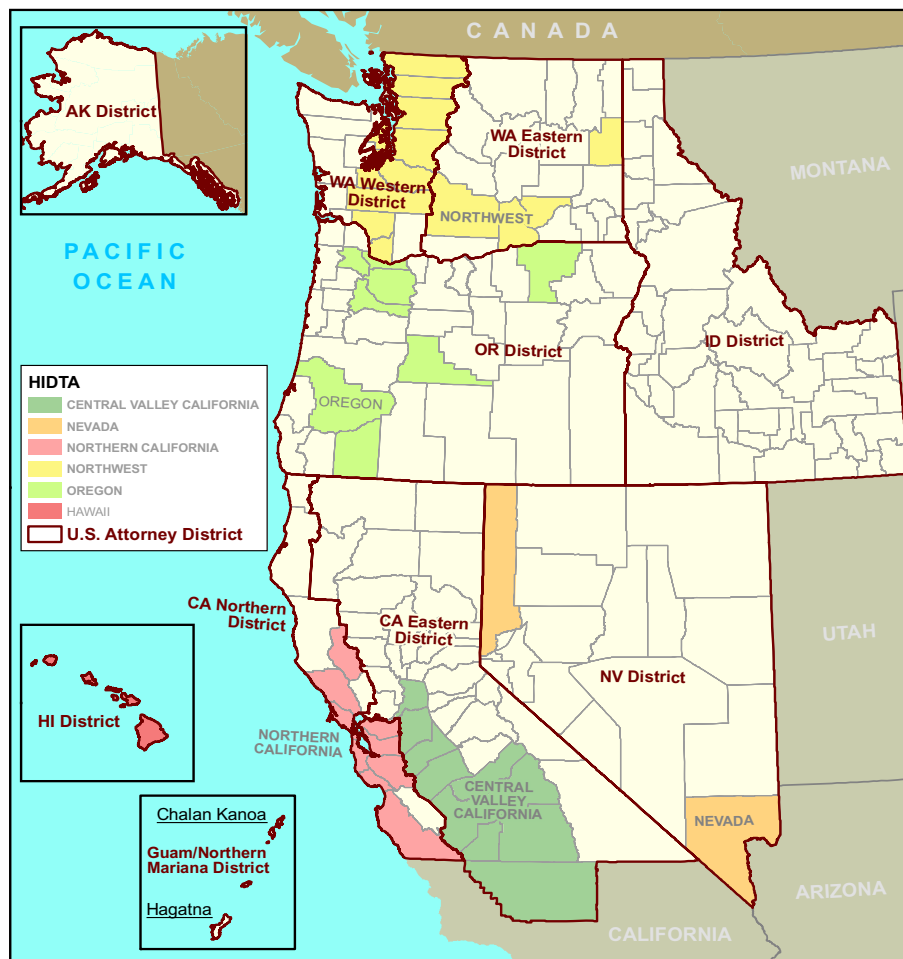 CANADA
AK District
WA Eastern
District
MONTANA
WA Western
District
NORTHWEST
PACIFIC
OCEAN
OR District
ID District
HIDTA
CENTRAL VALLEY CALIFORNIA
NEVADA
NORTHERN CALIFORNIA
NORTHWEST
OREGON
HAWAII
U.S. Attorney District
OREGON
CA Northern
District
CA Eastern
District
UTAH
NV District
HI District
NORTHERN
CALIFORNIA
CENTRAL
VALLEY
CALIFORNIA
NEVADA
Chalan Kanoa
Guam/Northern
Mariana District
Hagatna
ARIZONA
CALIFORNIA